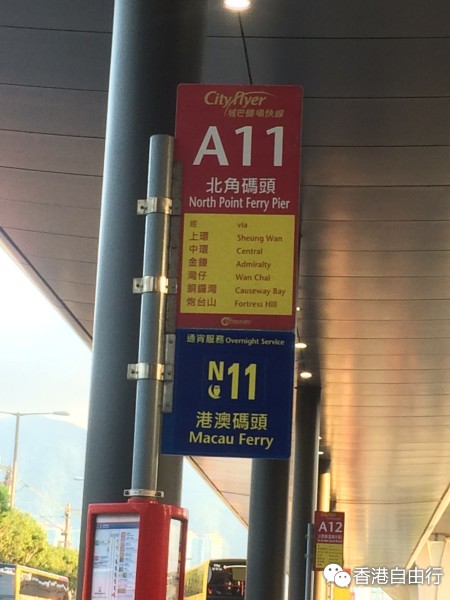 Cityflyer
城巴機場快線
A11
北角碼頭
North Point Ferry Pier
經 via
上環 Sheung Wan
中環 Central
金鐘 Admiralty
灣仔 Wan Chai
銅鑼灣 Causeway Bay
炮台山 Fortress Hill
通宵服務 Overnight Service
N11
港澳碼頭
Macau Ferry
A12
香港自由行